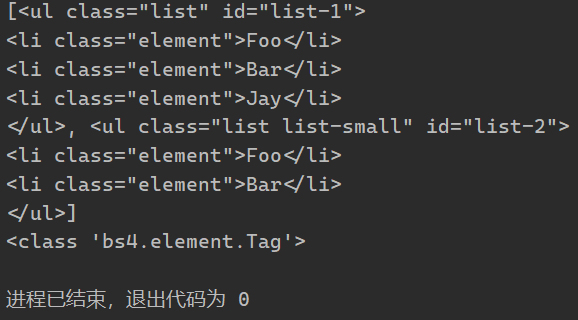 [<ul class="list" id="list-1">
<li class="element">Foo</li>
<li class="element">Bar</li>
<li class="element">Jay</li>
</ul>, <ul class="list list-small" id="list-2">
<li class="element">Foo</li>
<li class="element">Bar</li>
</ul>]
<class 'bs4.element.Tag'>
进程已结束，退出代码为 0